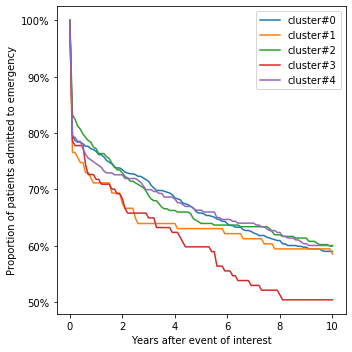 100%
90%
80%
70%
60%
50%
Proportion of patients admitted to emergency
cluster#0
cluster#1
cluster#2
cluster#3
cluster#4
0 2 4 6 8 10
Years after event of interest